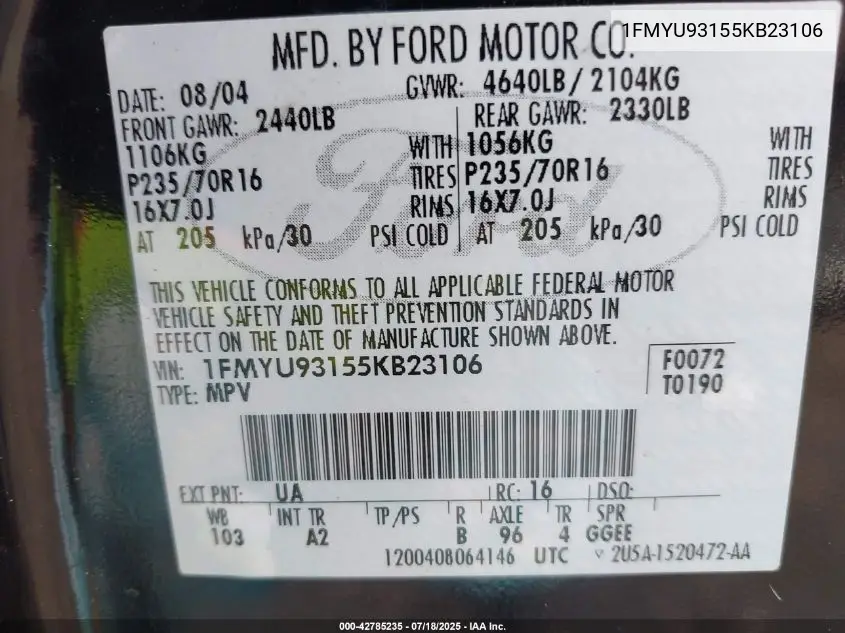 1FMYU93155KB23106
MFD. BY FORD MOTOR CO.
DATE: 08/04 GVWR: 4640LB/ 2104KG
FRONT GAWR: 2440LB REAR GAWR: 2330LB
1106KG WITH 1056KG WITH
P235/70R16 TIRES P235/70R16 TIRES
16X7.0J RIMS 16X7.0J RIMS
AT 205 kPa/30 PSI COLD AT 205 kPa/30 PSI COLD
Ford
THIS VEHICLE CONFORMS TO ALL APPLICABLE FEDERAL MOTOR
VEHICLE SAFETY AND THEFT PREVENTION STANDARDS IN
EFFECT ON THE DATE OF MANUFACTURE SHOWN ABOVE.
VIN: 1FMYU93155KB23106 F0072
TYPE: MPV T0190
EXT PNT: UA RC: 16 DSO:
WB INT TR TP/PS R AXLE TR SPR
103 A2 B 96 4 GGEE
1200408064146 UTC 2U5A-1520472-AA
000-42785235 - 07/18/2025 - IAA Inc.